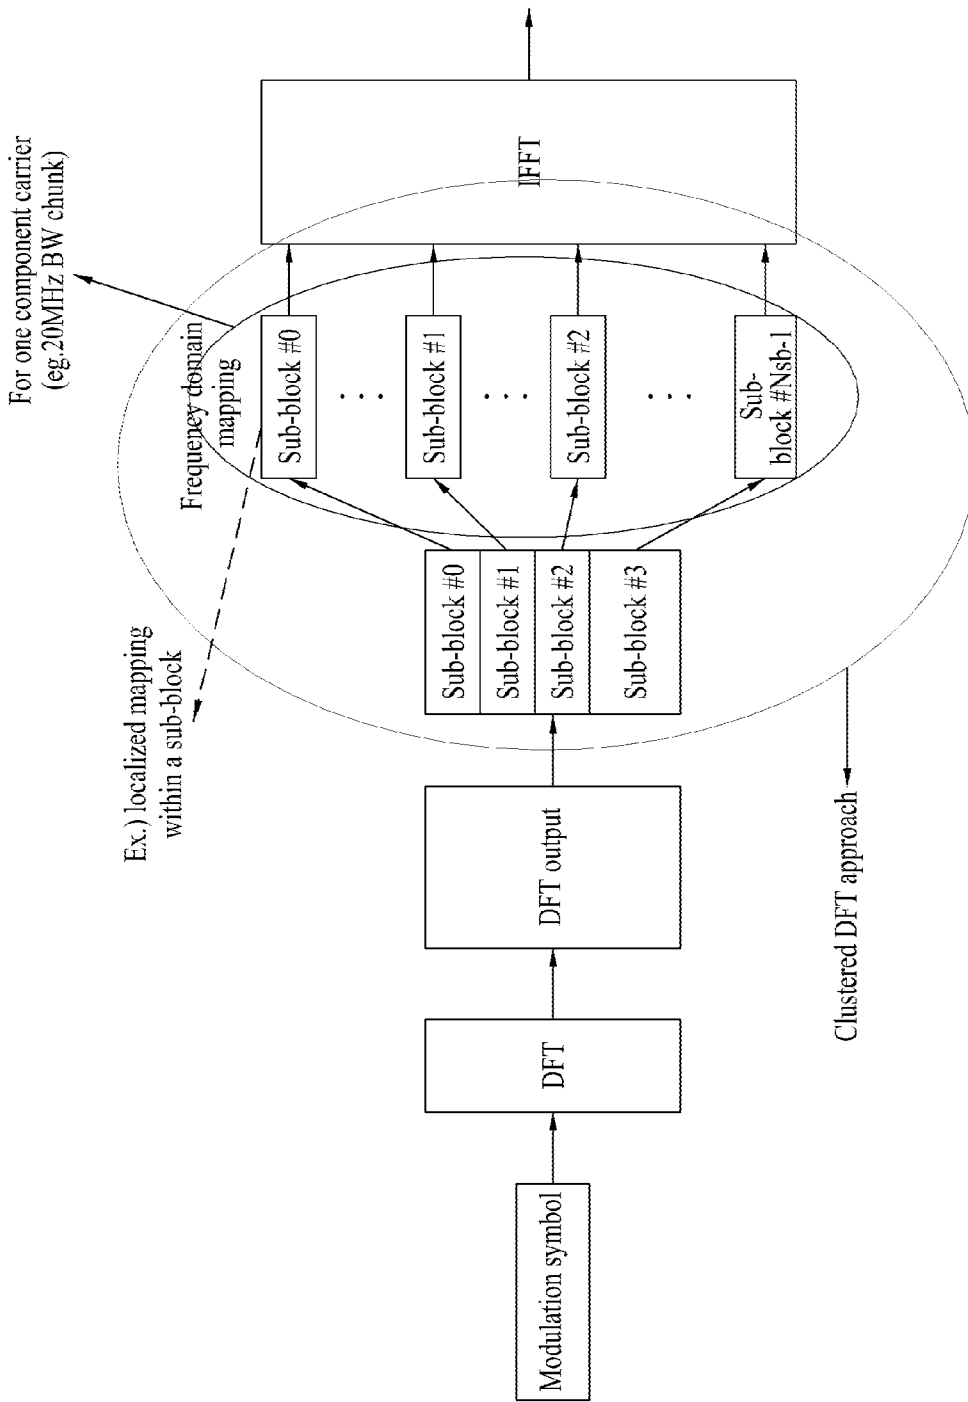 For one component carrier
(eg.20MHz BW chunk)
Ex.) localized mapping
within a sub-block
Frequency domain
mapping
Modulation symbol
DFT
DFT output
Sub-block #0
Sub-block #1
Sub-block #2
Sub-block #3
Sub-block #0
. . .
Sub-block #1
. . .
Sub-block #2
. . .
Sub-
block #Nsb-1
IFFT
Clustered DFT approach